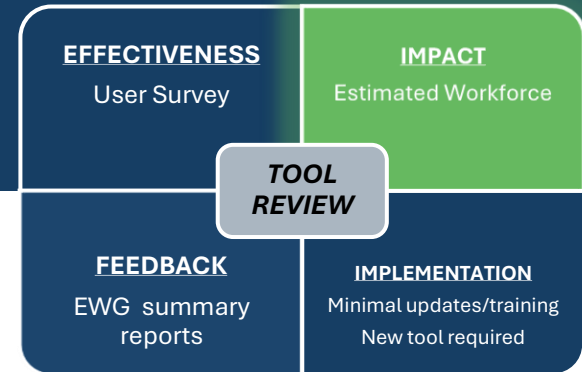 EFFECTIVENESS
User Survey
IMPACT
Estimated Workforce
TOOL
REVIEW
FEEDBACK
EWG summary
reports
IMPLEMENTATION
Minimal updates/training
New tool required